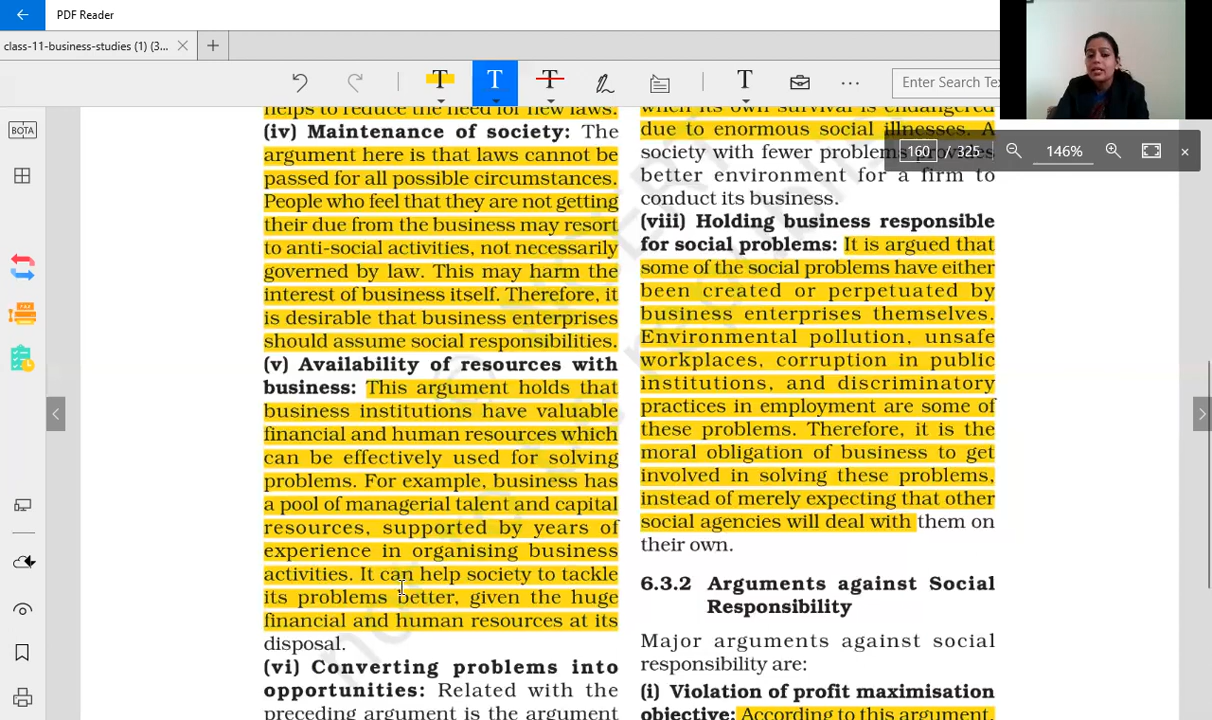 PDF Reader
class-11-business-studies (1) (3...
Enter Search Tex
BOTA
160 / 325
146%
helps to reduce the need for new laws.
(iv) Maintenance of society: The
argument here is that laws cannot be
passed for all possible circumstances.
People who feel that they are not getting
their due from the business may resort
to anti-social activities, not necessarily
governed by law. This may harm the
interest of business itself. Therefore, it
is desirable that business enterprises
should assume social responsibilities.
(v) Availability of resources with
business: This argument holds that
business institutions have valuable
financial and human resources which
can be effectively used for solving
problems. For example, business has
a pool of managerial talent and capital
resources, supported by years of
experience in organising business
activities. It can help society to tackle
its problems better, given the huge
financial and human resources at its
disposal.
(vi) Converting problems into
opportunities: Related with the
preceding argument is the argument
when its own survival is endangered
due to enormous social illnesses. A
society with fewer problems provides
better environment for a firm to
conduct its business.
(viii) Holding business responsible
for social problems: It is argued that
some of the social problems have either
been created or perpetuated by
business enterprises themselves.
Environmental pollution, unsafe
workplaces, corruption in public
institutions, and discriminatory
practices in employment are some of
these problems. Therefore, it is the
moral obligation of business to get
involved in solving these problems,
instead of merely expecting that other
social agencies will deal with them on
their own.
6.3.2 Arguments against Social
Responsibility
Major arguments against social
responsibility are:
(i) Violation of profit maximisation
objective: According to this argument,